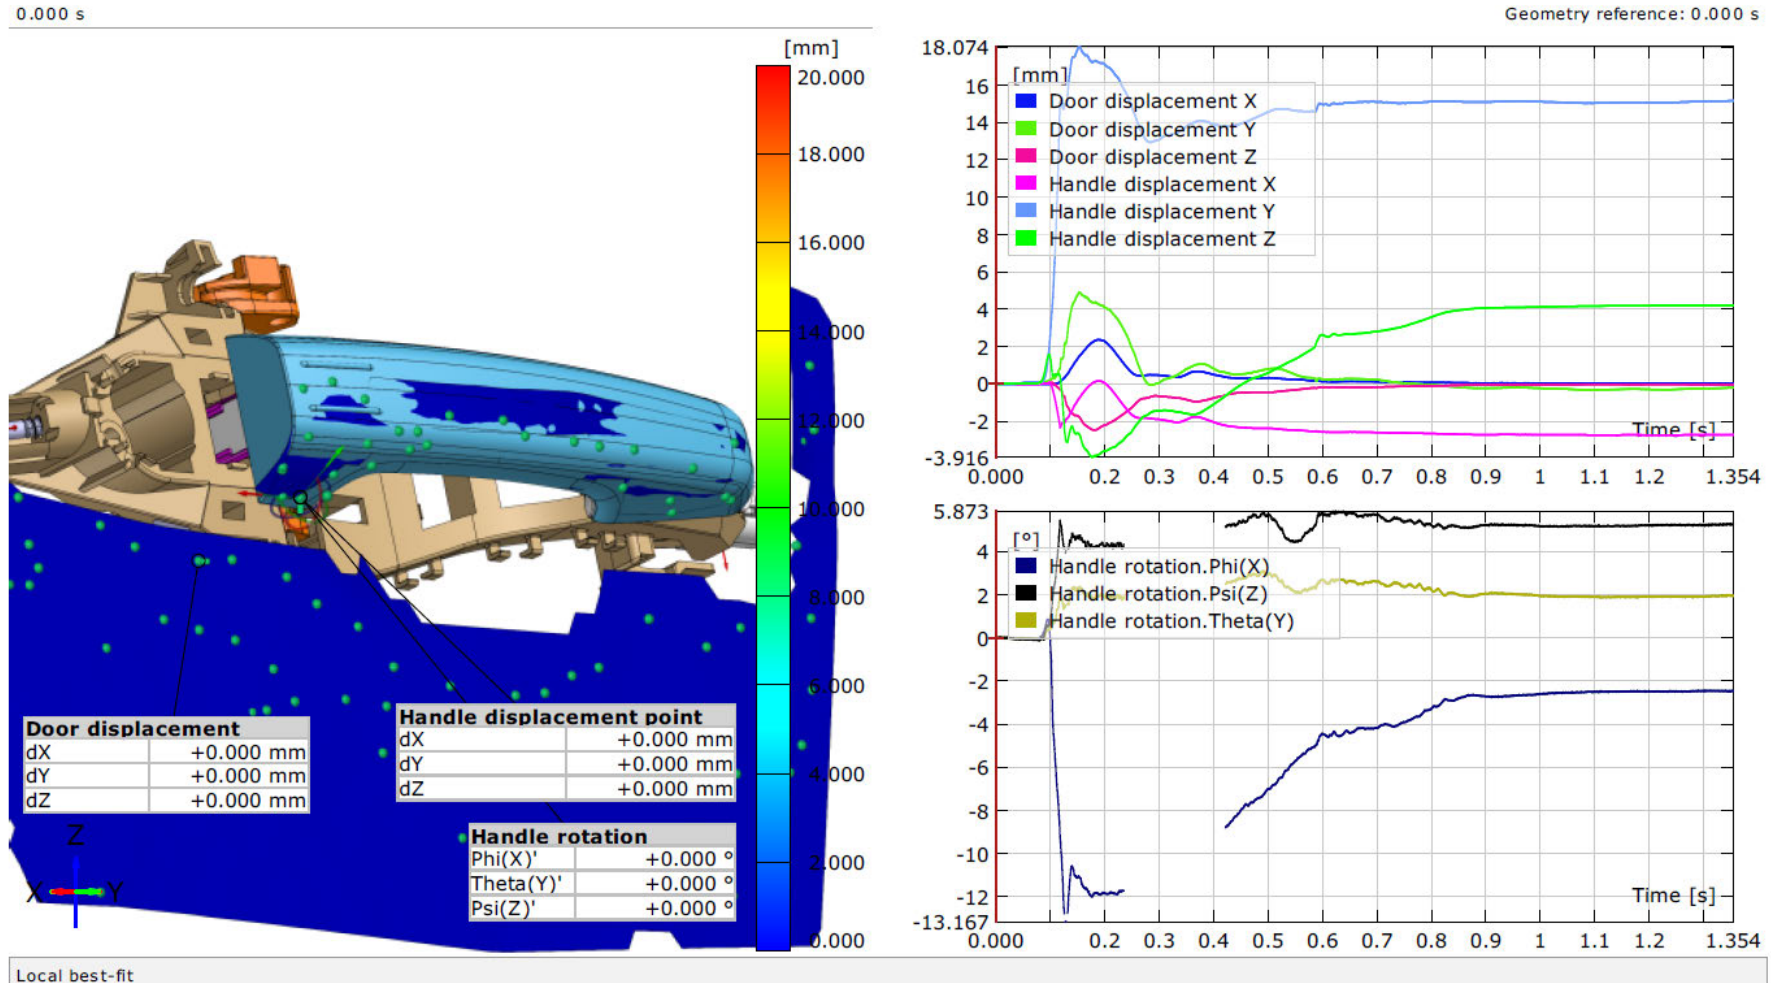 0.000 s
Geometry reference: 0.000 s
[mm]
20.000
18.000
16.000
14.000
12.000
10.000
8.000
6.000
4.000
2.000
0.000
Door displacement
dX +0.000 mm
dY +0.000 mm
dZ +0.000 mm
Handle displacement point
dX +0.000 mm
dY +0.000 mm
dZ +0.000 mm
Handle rotation
Phi(X)' +0.000 °
Theta(Y)' +0.000 °
Psi(Z)' +0.000 °
Z
X Y
18.074
16
14
12
10
8
6
4
2
0
-2
-3.916
[mm]
Door displacement X
Door displacement Y
Door displacement Z
Handle displacement X
Handle displacement Y
Handle displacement Z
Time [s]
0.000 0.2 0.3 0.4 0.5 0.6 0.7 0.8 0.9 1 1.1 1.2 1.354
5.873
4
2
0
-2
-4
-6
-8
-10
-12
-13.167
[°]
Handle rotation.Phi(X)
Handle rotation.Psi(Z)
Handle rotation.Theta(Y)
Time [s]
0.000 0.2 0.3 0.4 0.5 0.6 0.7 0.8 0.9 1 1.1 1.2 1.354
Local best-fit